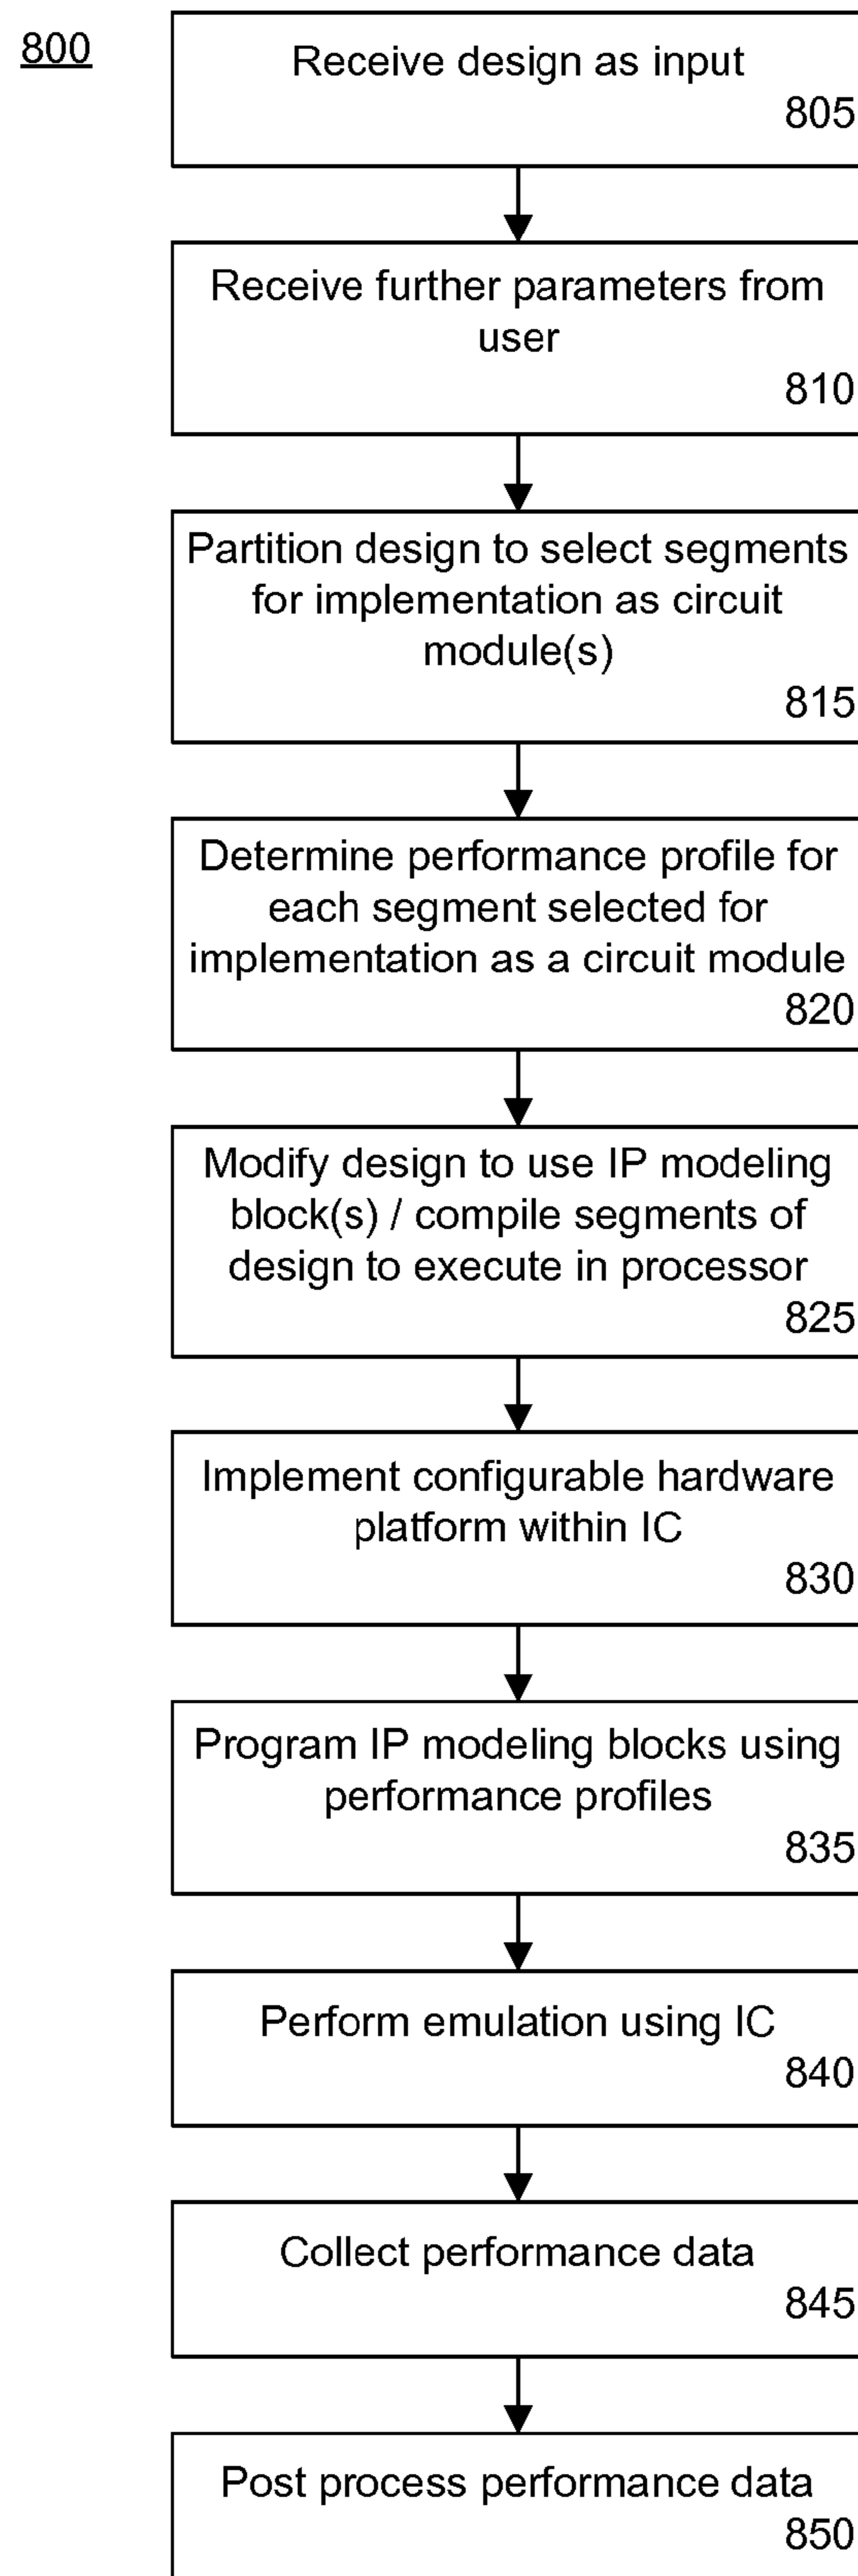 800
Receive design as input
805
Receive further parameters from
user
810
Partition design to select segments
for implementation as circuit
module(s)
815
Determine performance profile for
each segment selected for
implementation as a circuit module
820
Modify design to use IP modeling
block(s) / compile segments of
design to execute in processor
825
Implement configurable hardware
platform within IC
830
Program IP modeling blocks using
performance profiles
835
Perform emulation using IC
840
Collect performance data
845
Post process performance data
850